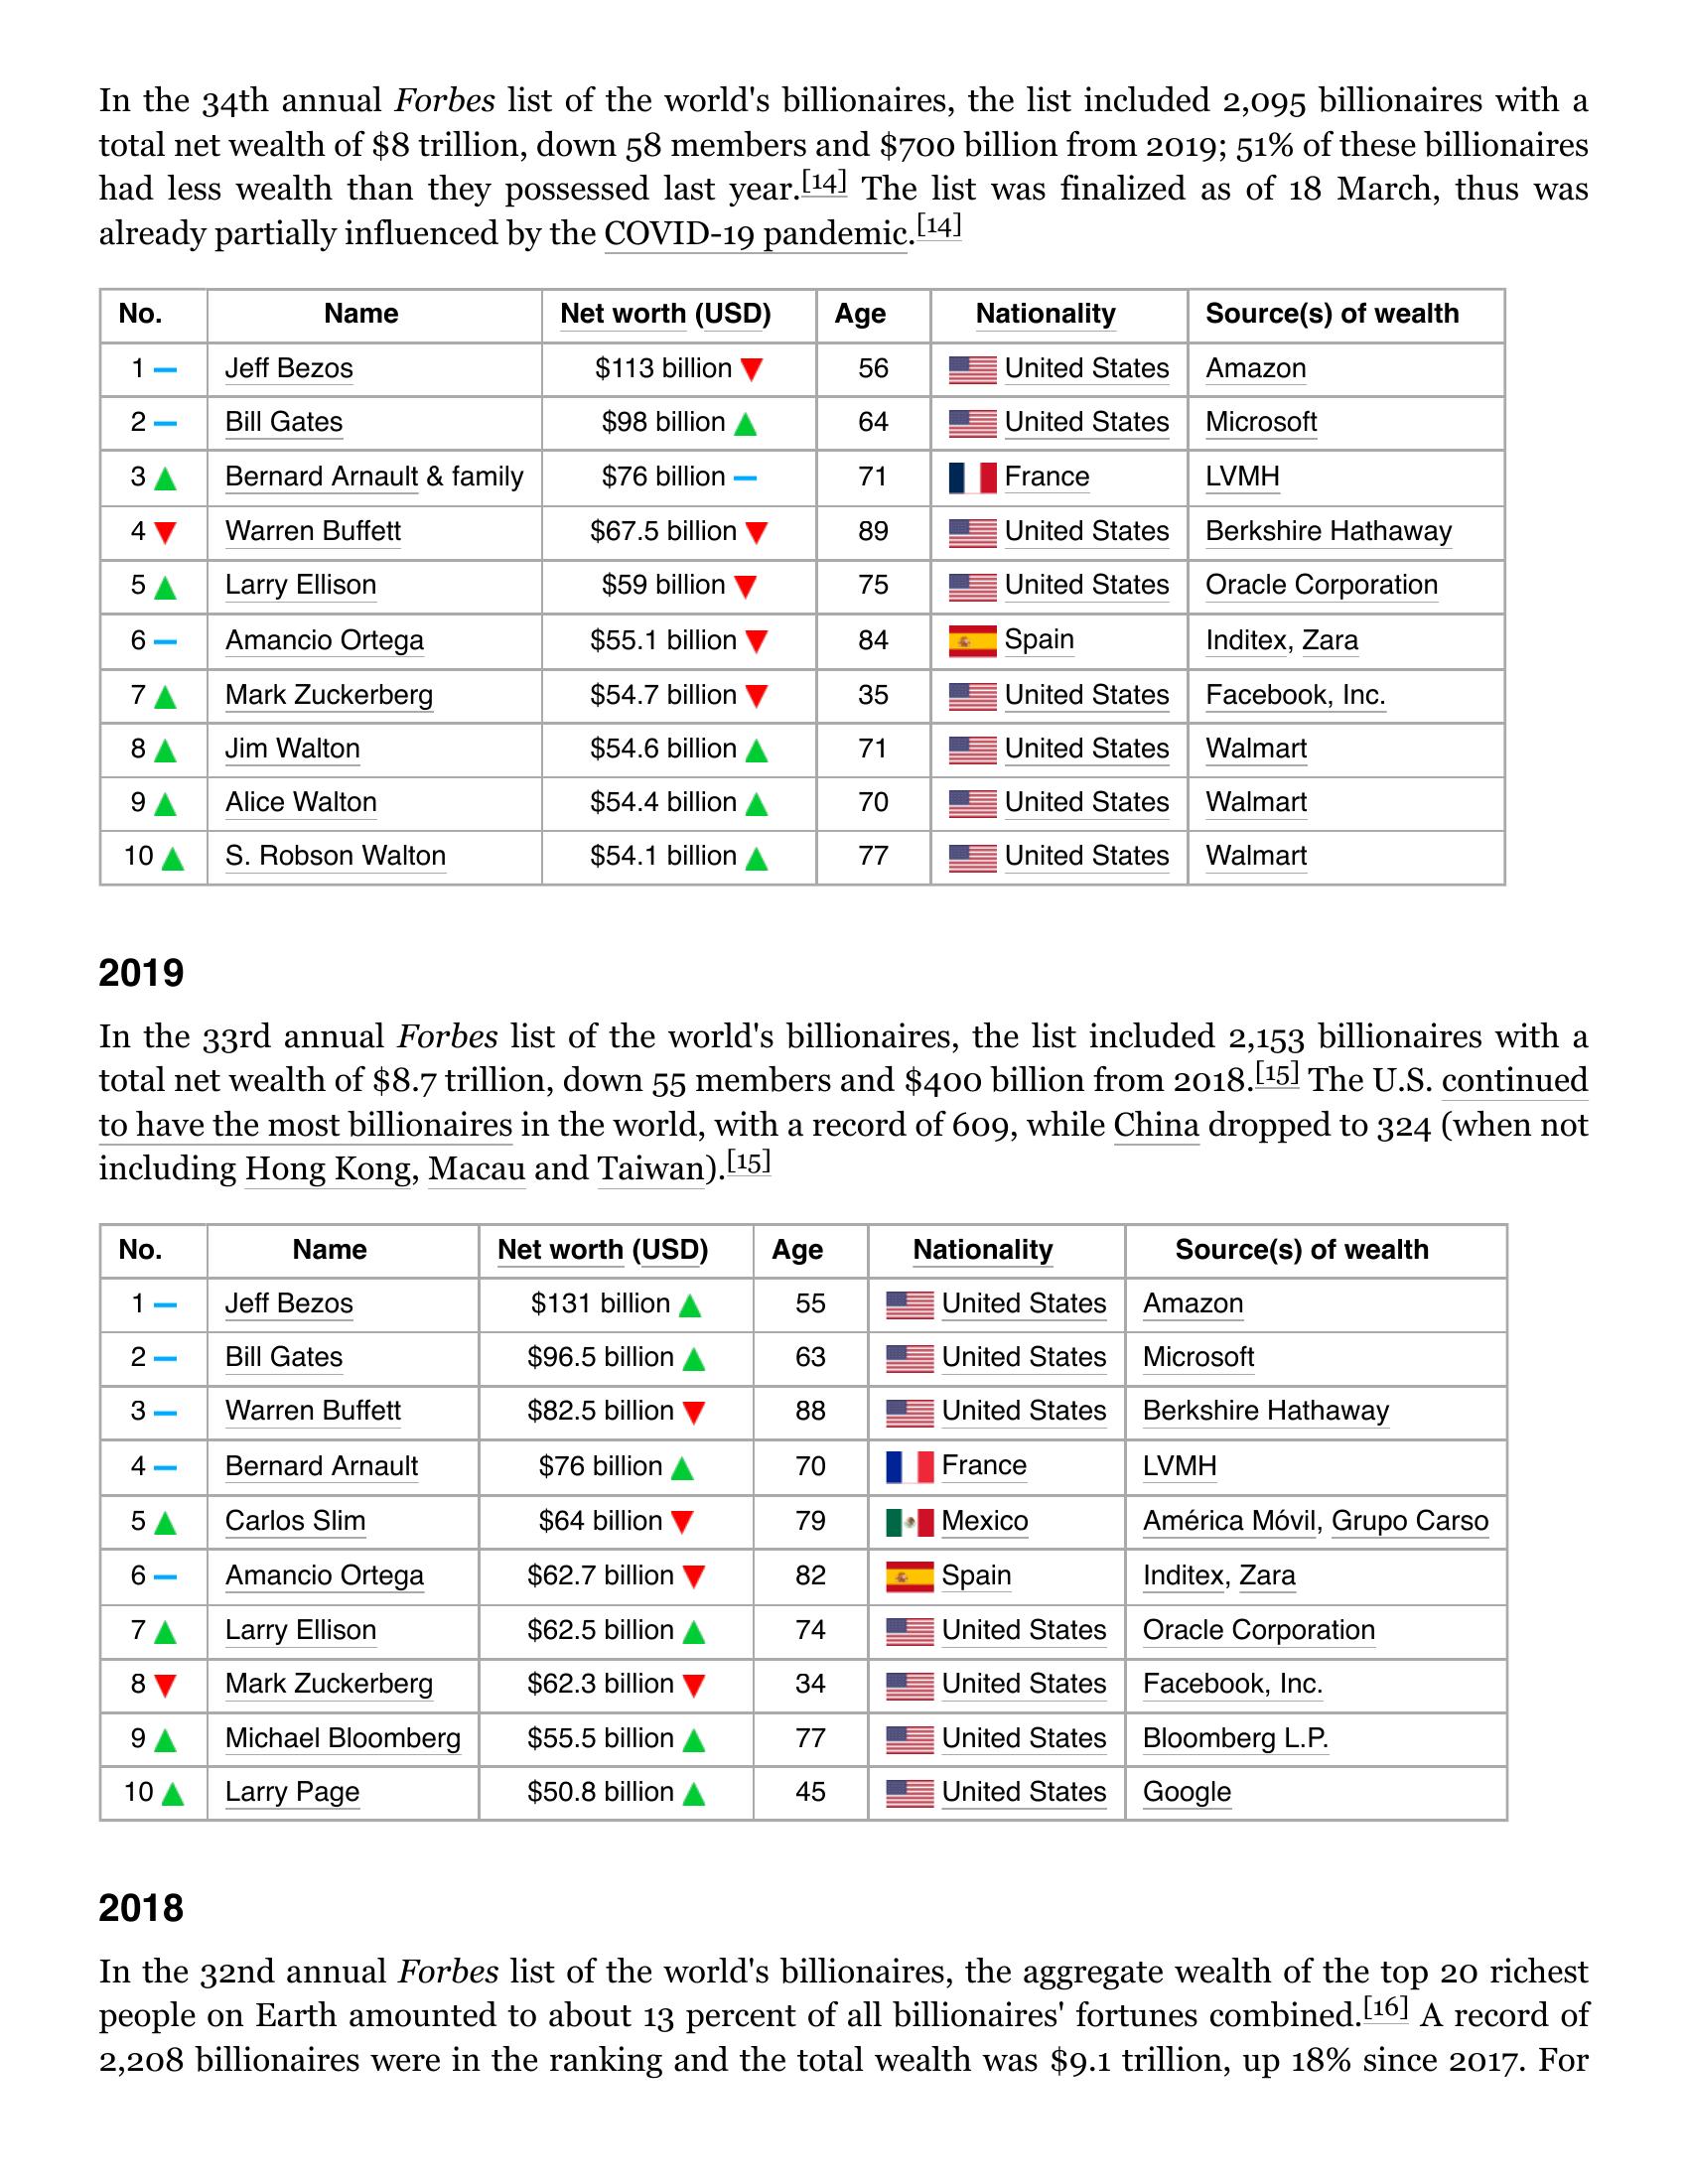 In the 34th annual Forbes list of the world's billionaires, the list included 2,095 billionaires with a
total net wealth of $8 trillion, down 58 members and $700 billion from 2019; 51% of these billionaires
had less wealth than they possessed last year.[14] The list was finalized as of 18 March, thus was
already partially influenced by the COVID-19 pandemic.[14]
No. Name Net worth (USD) Age Nationality Source(s) of wealth
1 Jeff Bezos $113 billion 56 United States Amazon
2 Bill Gates $98 billion 64 United States Microsoft
3 Bernard Arnault & family $76 billion 71 France LVMH
4 Warren Buffett $67.5 billion 89 United States Berkshire Hathaway
5 Larry Ellison $59 billion 75 United States Oracle Corporation
6 Amancio Ortega $55.1 billion 84 Spain Inditex, Zara
7 Mark Zuckerberg $54.7 billion 35 United States Facebook, Inc.
8 Jim Walton $54.6 billion 71 United States Walmart
9 Alice Walton $54.4 billion 70 United States Walmart
10 S. Robson Walton $54.1 billion 77 United States Walmart
2019
In the 33rd annual Forbes list of the world's billionaires, the list included 2,153 billionaires with a
total net wealth of $8.7 trillion, down 55 members and $400 billion from 2018.[15] The U.S. continued
to have the most billionaires in the world, with a record of 609, while China dropped to 324 (when not
including Hong Kong, Macau and Taiwan).[15]
No. Name Net worth (USD) Age Nationality Source(s) of wealth
1 Jeff Bezos $131 billion 55 United States Amazon
2 Bill Gates $96.5 billion 63 United States Microsoft
3 Warren Buffett $82.5 billion 88 United States Berkshire Hathaway
4 Bernard Arnault $76 billion 70 France LVMH
5 Carlos Slim $64 billion 79 Mexico América Móvil, Grupo Carso
6 Amancio Ortega $62.7 billion 82 Spain Inditex, Zara
7 Larry Ellison $62.5 billion 74 United States Oracle Corporation
8 Mark Zuckerberg $62.3 billion 34 United States Facebook, Inc.
9 Michael Bloomberg $55.5 billion 77 United States Bloomberg L.P.
10 Larry Page $50.8 billion 45 United States Google
2018
In the 32nd annual Forbes list of the world's billionaires, the aggregate wealth of the top 20 richest
people on Earth amounted to about 13 percent of all billionaires' fortunes combined.[16] A record of
2,208 billionaires were in the ranking and the total wealth was $9.1 trillion, up 18% since 2017. For